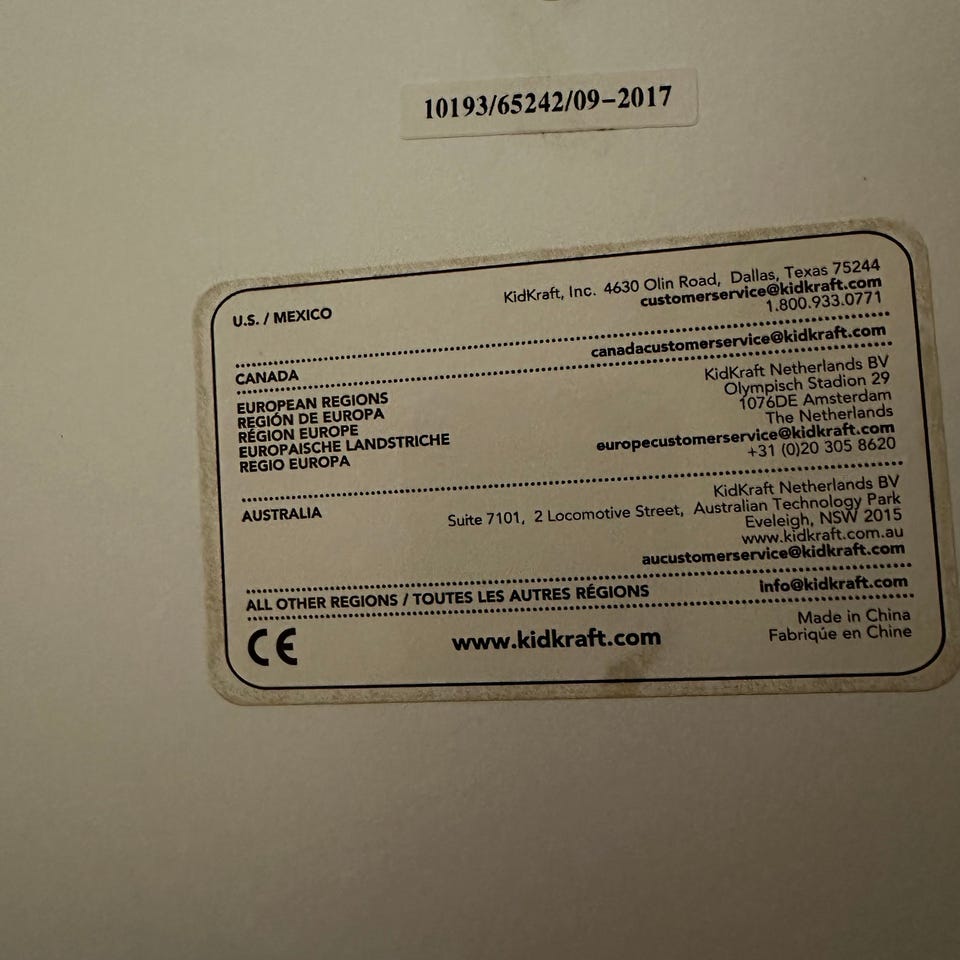 10193/65242/09-2017
U.S. / MEXICO
KidKraft, Inc. 4630 Olin Road, Dallas, Texas 75244
customerservice@kidkraft.com
1.800.933.0771
CANADA
canadacustomerservice@kidkraft.com
EUROPEAN REGIONS
REGIÓN DE EUROPA
RÉGION EUROPE
EUROPAISCHE LANDSTRICHE
REGIO EUROPA
KidKraft Netherlands BV
Olympisch Stadion 29
1076DE Amsterdam
The Netherlands
europecustomerservice@kidkraft.com
+31 (0)20 305 8620
AUSTRALIA
KidKraft Netherlands BV
Suite 7101, 2 Locomotive Street, Australian Technology Park
Eveleigh, NSW 2015
www.kidkraft.com.au
aucustomerservice@kidkraft.com
ALL OTHER REGIONS / TOUTES LES AUTRES RÉGIONS
info@kidkraft.com
CE
www.kidkraft.com
Made in China
Fabriqúe en Chine